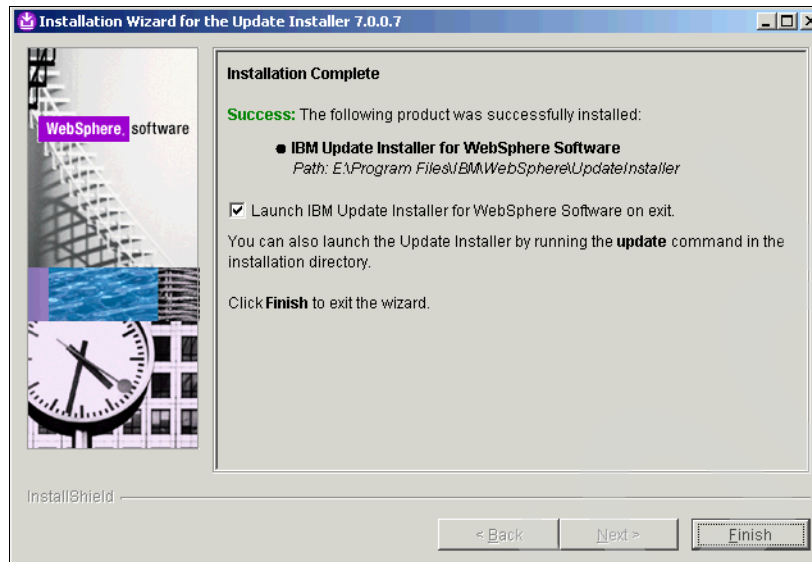 Installation Wizard for the Update Installer 7.0.0.7
WebSphere. software
Installation Complete
Success: The following product was successfully installed:
IBM Update Installer for WebSphere Software
Path: E:\Program Files\IBM\WebSphere\UpdateInstaller
Launch IBM Update Installer for WebSphere Software on exit.
You can also launch the Update Installer by running the update command in the
installation directory.
Click Finish to exit the wizard.
InstallShield
< Back
Next >
Finish